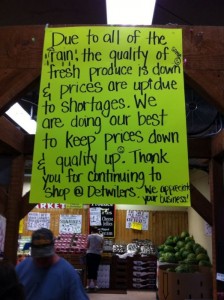 Due to all of the
rain, the quality of
fresh produce is down
& prices are up due
to shortages. We
are doing our best
to keep prices down
& quality up. Thank
you for continuing to
shop @ Detwilers. We appreciate
your business!